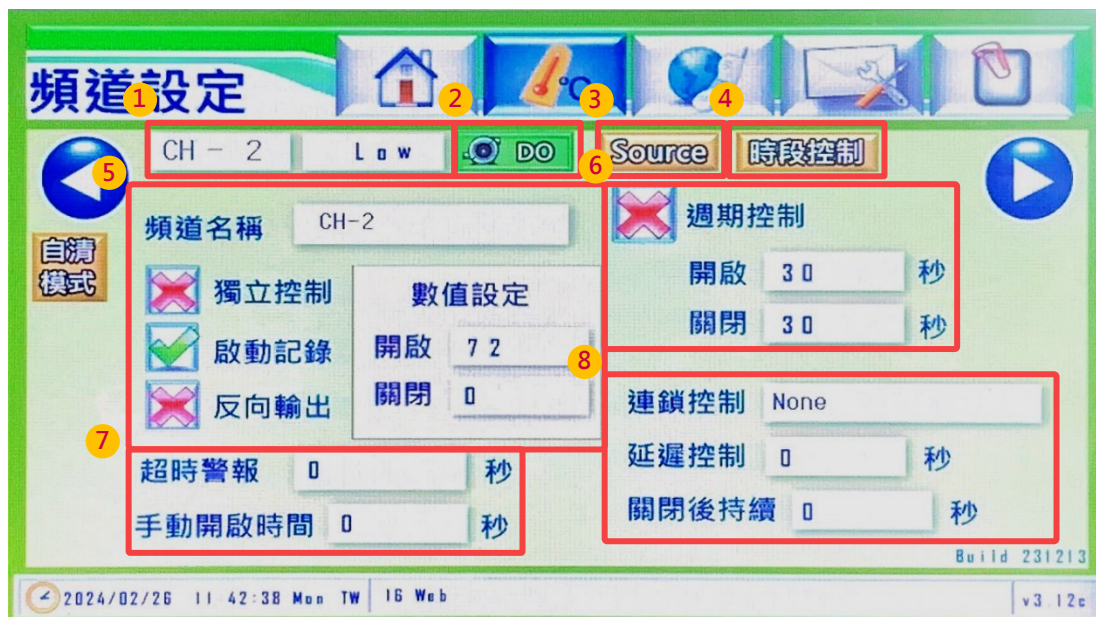 頻道設定
°C
1
2
3
4
CH - 2
Low
DO
Source
時段控制
5
6
頻道名稱
CH-2
週期控制
自清
模式
獨立控制
數值設定
開啟 30 秒
啟動記錄
開啟 72
關閉 30 秒
反向輸出
關閉 0
8
連鎖控制 None
7
超時警報 0 秒
延遲控制 0 秒
手動開啟時間 0 秒
關閉後持續 0 秒
Build 231213
2024/02/26 11:42:38 Mon TW 16 Web
v3.12c